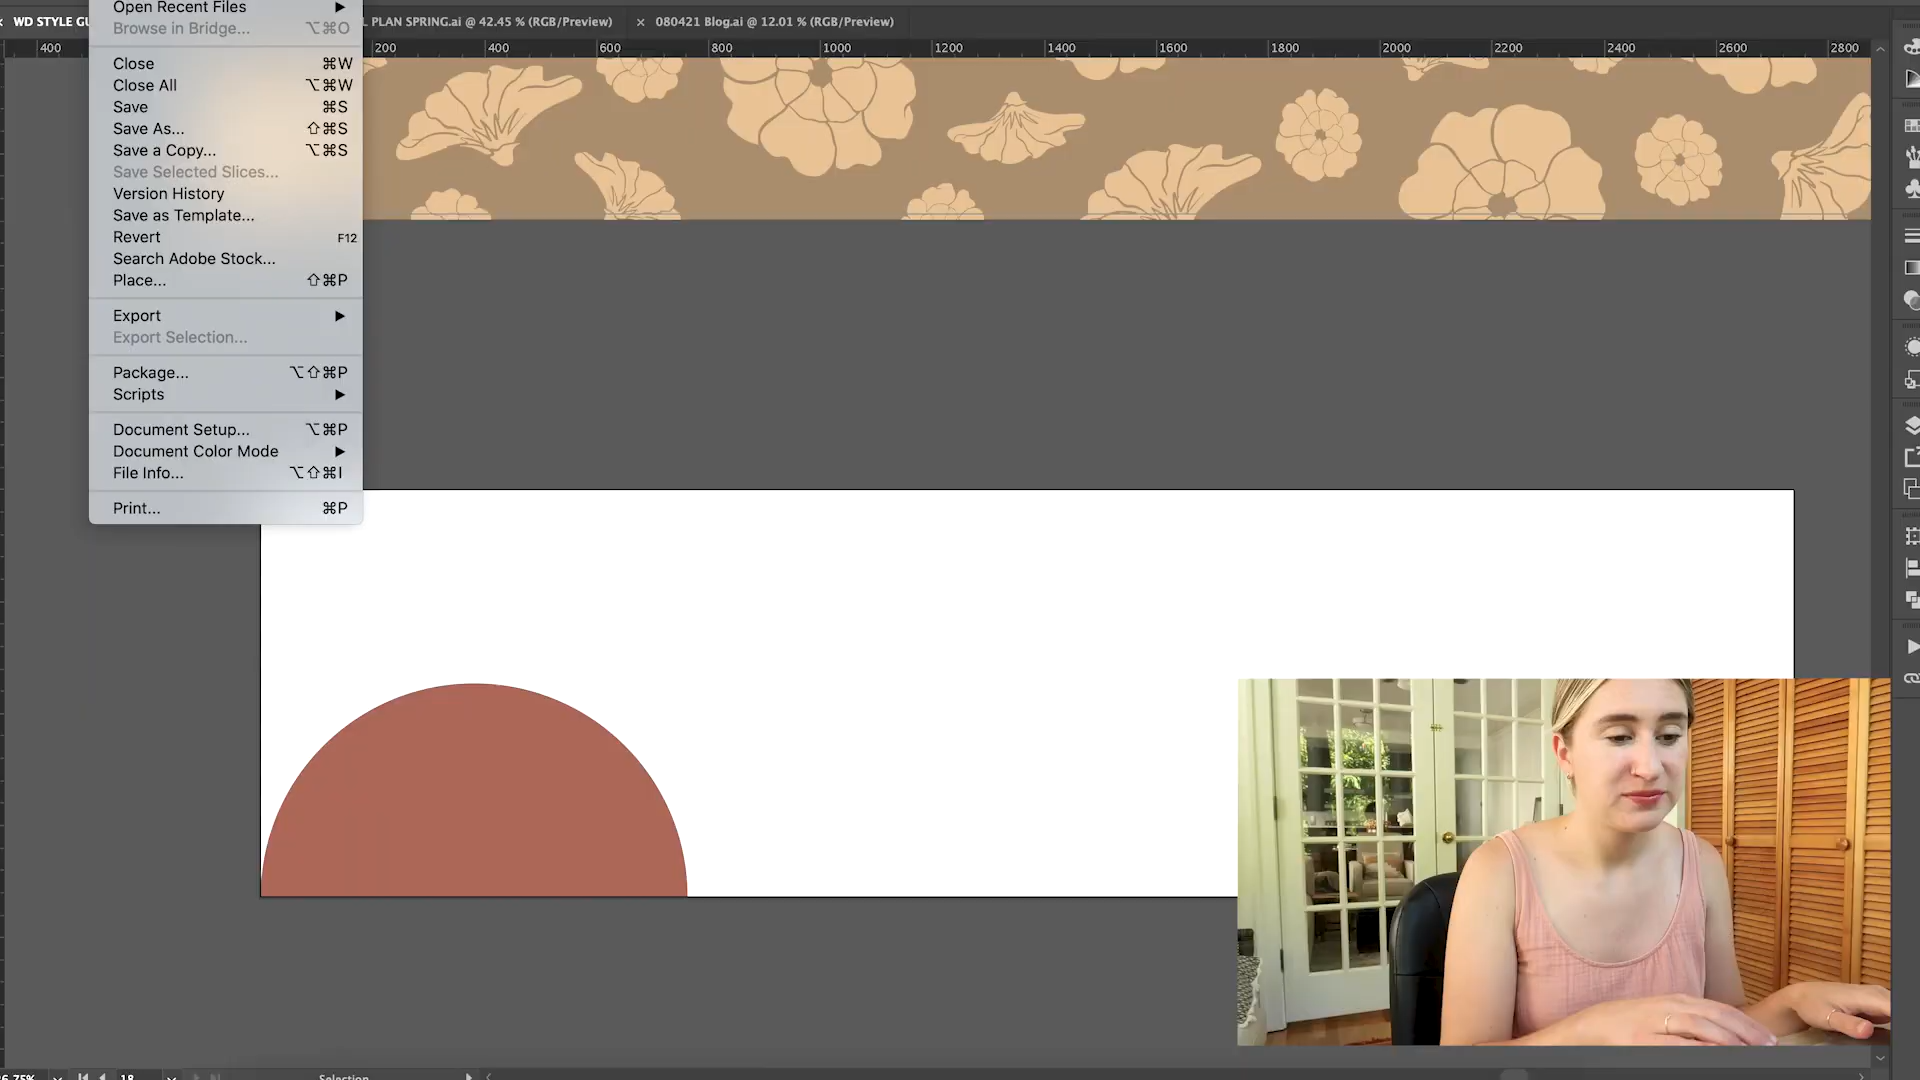 WD STYLE GU
L PLAN SPRING.ai @ 42.45 % (RGB/Preview)
× 080421 Blog.ai @ 12.01 % (RGB/Preview)
400 200 400 600 800 1000 1200 1400 1600 1800 2000 2200 2400 2600 2800
Open Recent Files ▶
Browse in Bridge... ⌥⌘O
Close ⌘W
Close All ⌥⌘W
Save ⌘S
Save As... ⇧⌘S
Save a Copy... ⌥⌘S
Save Selected Slices...
Version History
Save as Template...
Revert F12
Search Adobe Stock...
Place... ⇧⌘P
Export ▶
Export Selection...
Package... ⌥⇧⌘P
Scripts ▶
Document Setup... ⌥⌘P
Document Color Mode ▶
File Info... ⌥⇧⌘I
Print... ⌘P
6.75% 18 Selection